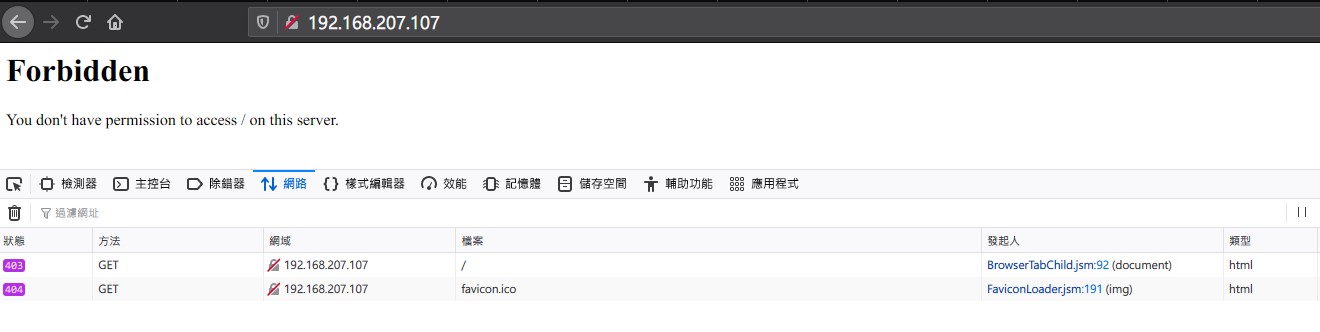 192.168.207.107
Forbidden
You don't have permission to access / on this server.
檢測器 主控台 除錯器 網路 樣式編輯器 效能 記憶體 儲存空間 輔助功能 應用程式
過濾網址
狀態 方法 網域 檔案 發起人 類型
403 GET 192.168.207.107 / BrowserTabChild.jsm:92 (document) html
404 GET 192.168.207.107 favicon.ico FaviconLoader.jsm:191 (img) html